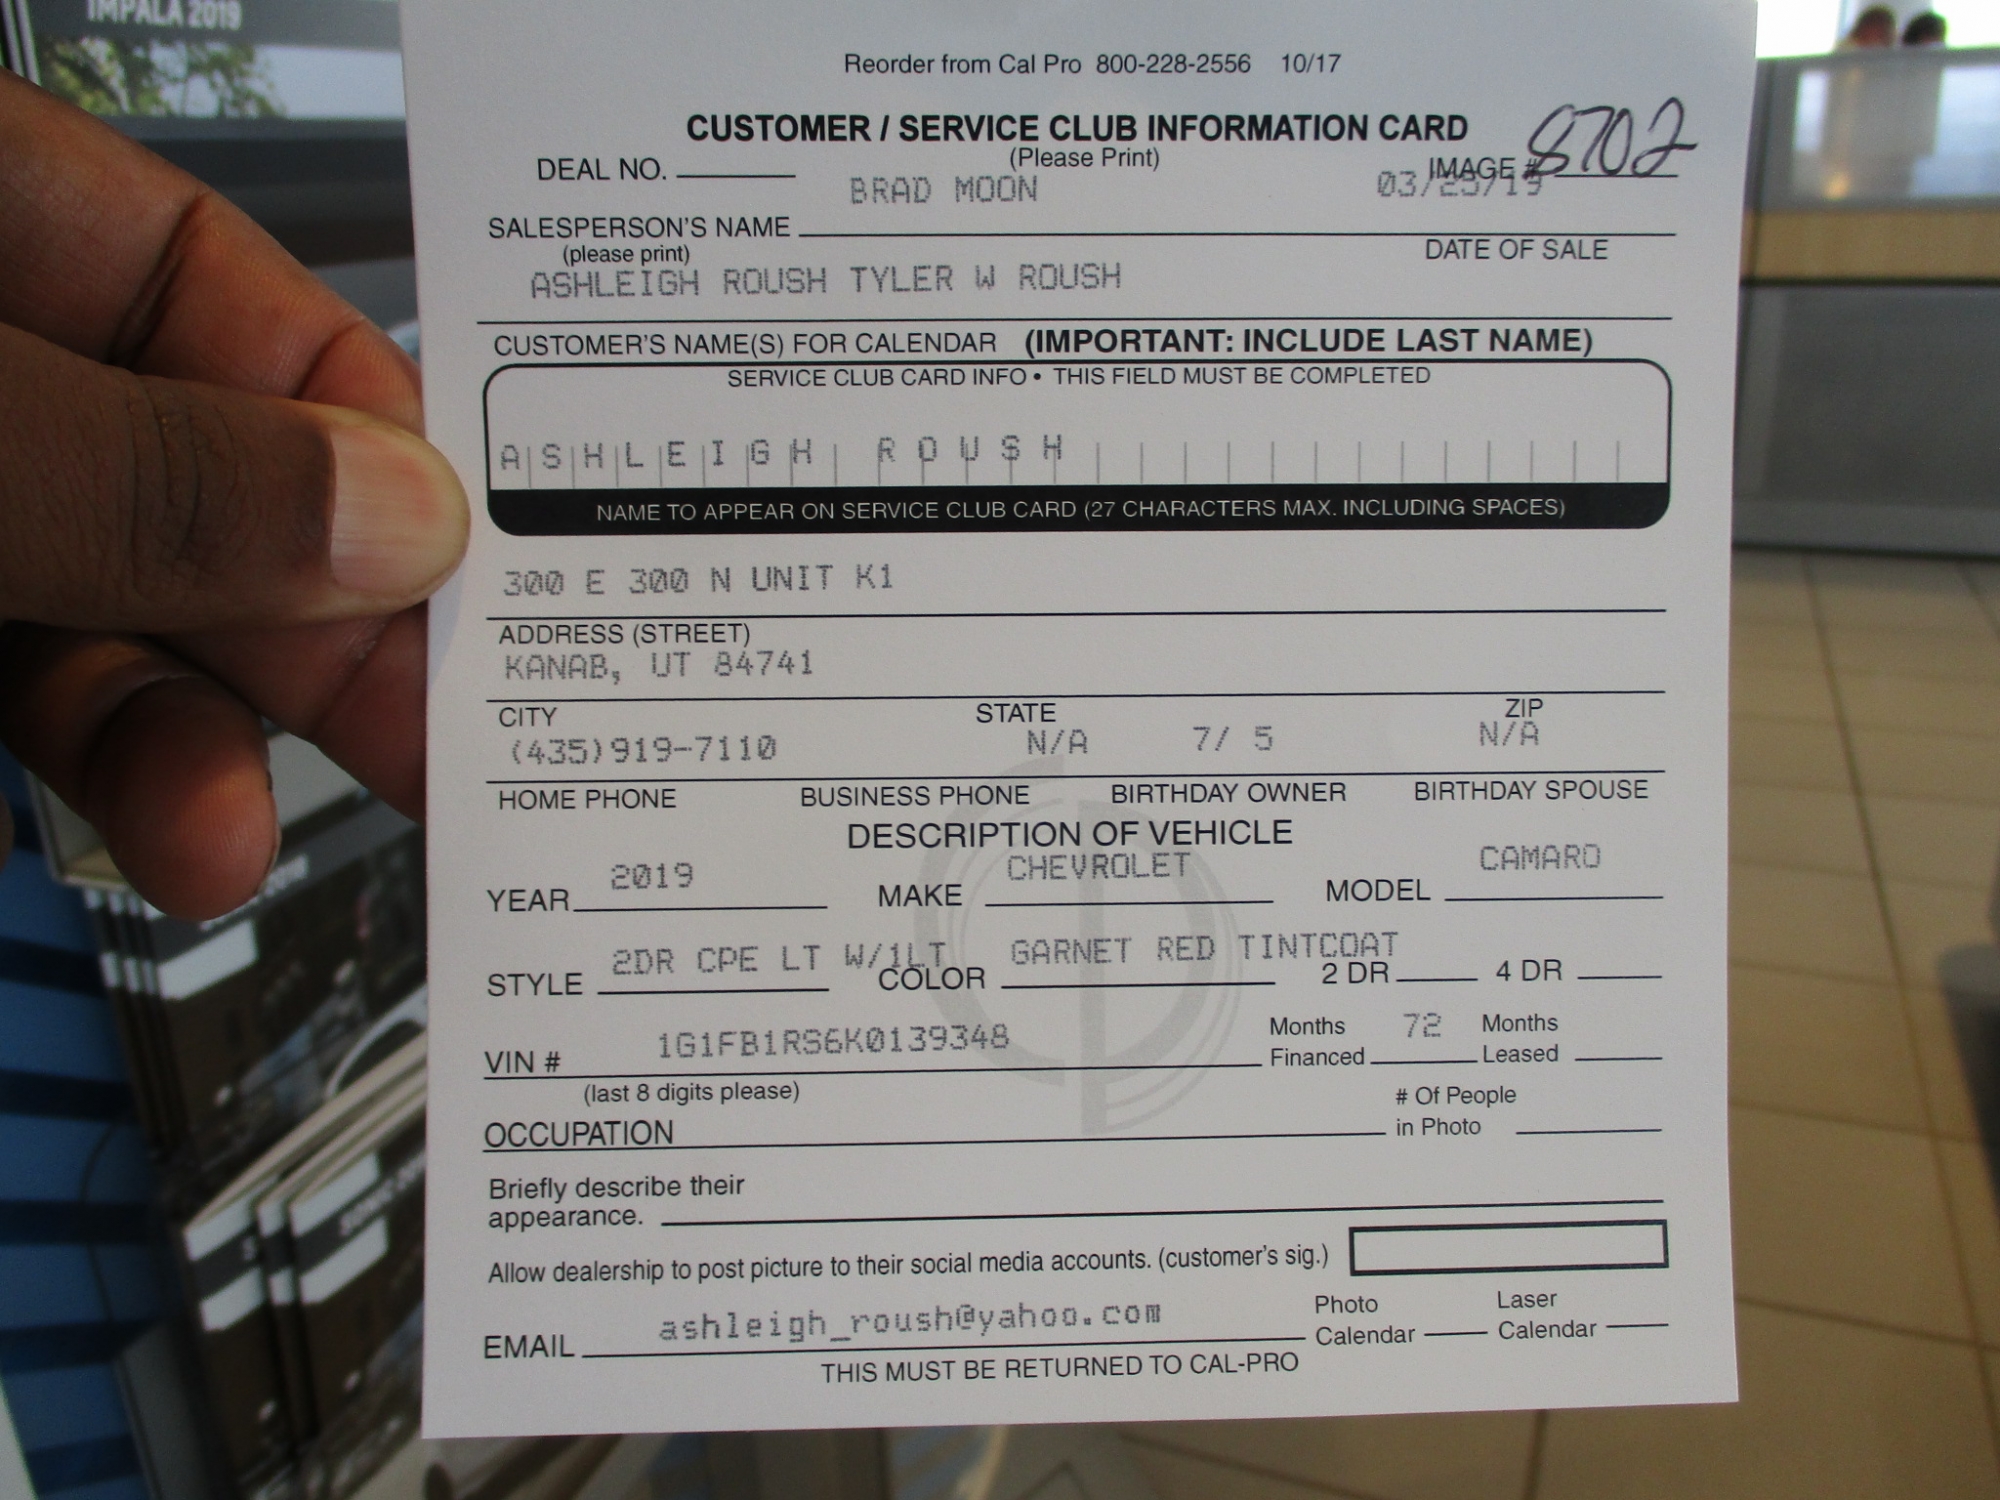 IMPALA 2019
Reorder from Cal Pro 800-228-2556 10/17
CUSTOMER / SERVICE CLUB INFORMATION CARD
(Please Print)
DEAL NO. IMAGE # 8702
BRAD MOON 03/25/19
SALESPERSON'S NAME
(please print) DATE OF SALE
ASHLEIGH ROUSH TYLER W ROUSH
CUSTOMER'S NAME(S) FOR CALENDAR (IMPORTANT: INCLUDE LAST NAME)
SERVICE CLUB CARD INFO • THIS FIELD MUST BE COMPLETED
ASHLEIGH ROUSH
NAME TO APPEAR ON SERVICE CLUB CARD (27 CHARACTERS MAX. INCLUDING SPACES)
300 E 300 N UNIT K1
ADDRESS (STREET)
KANAB, UT 84741
CITY STATE ZIP
(435)919-7110 N/A 7/ 5 N/A
HOME PHONE BUSINESS PHONE BIRTHDAY OWNER BIRTHDAY SPOUSE
DESCRIPTION OF VEHICLE
YEAR 2019 MAKE CHEVROLET MODEL CAMARO
STYLE 2DR CPE LT W/1LT COLOR GARNET RED TINTCOAT 2 DR 4 DR
VIN # 1G1FB1RS6K0139348 Months Financed 72 Months Leased
(last 8 digits please)
OCCUPATION # Of People in Photo
Briefly describe their
appearance.
Allow dealership to post picture to their social media accounts. (customer's sig.)
EMAIL ashleigh_roush@yahoo.com Photo Calendar Laser Calendar
THIS MUST BE RETURNED TO CAL-PRO